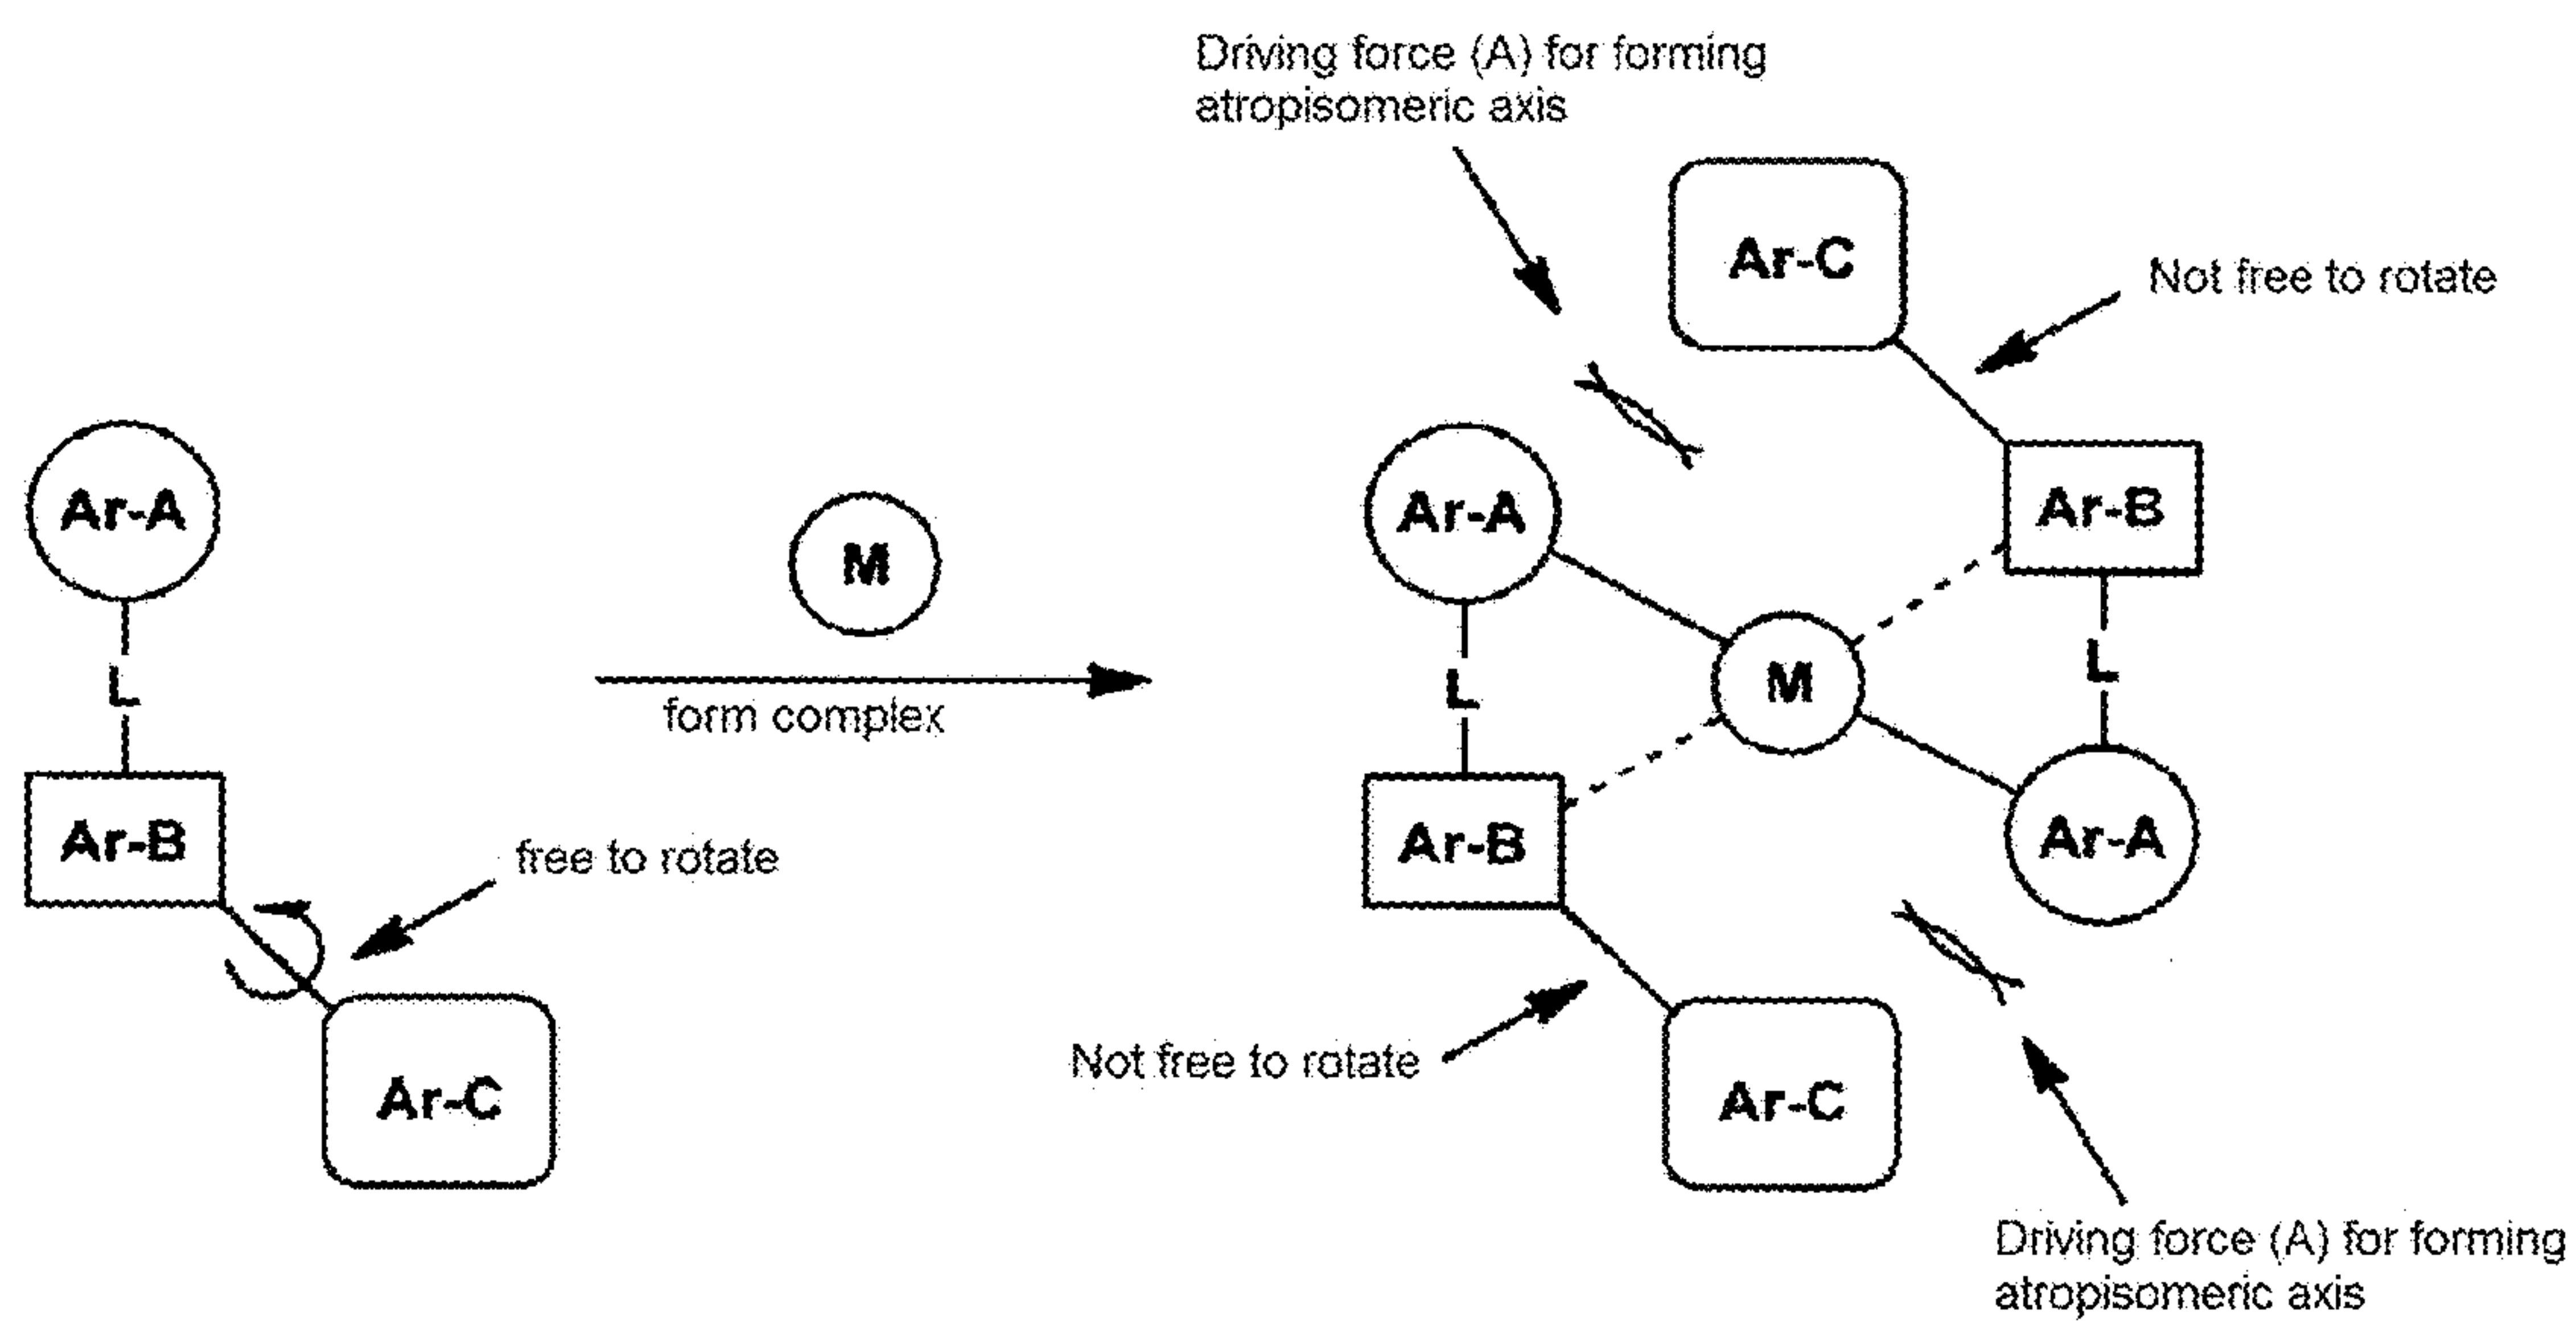 Driving force (A) for forming
atropisomeric axis
Ar-C
Not free to rotate
Ar-A
M
form complex
Ar-A
Ar-B
L
L
M
L
Ar-B
free to rotate
Ar-B
Ar-A
Not free to rotate
Ar-C
Ar-C
Driving force (A) for forming
atropisomeric axis